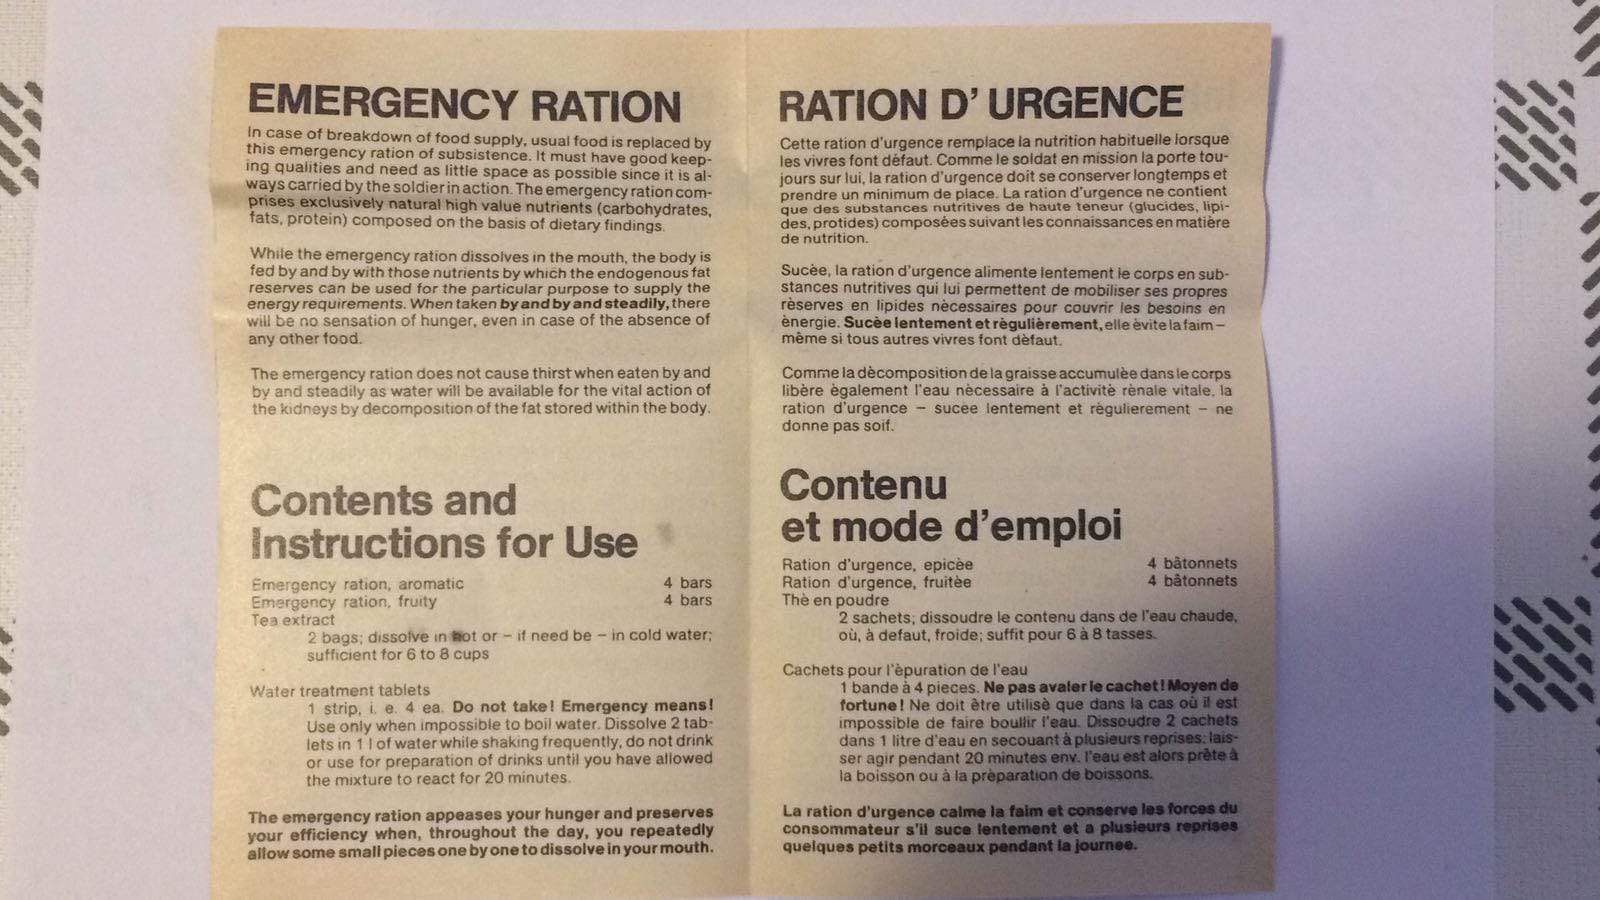 EMERGENCY RATION
In case of breakdown of food supply, usual food is replaced by
this emergency ration of subsistence. It must have good keep-
ing qualities and need as little space as possible since it is al-
ways carried by the soldier in action. The emergency ration com-
prises exclusively natural high value nutrients (carbohydrates,
fats, protein) composed on the basis of dietary findings.
While the emergency ration dissolves in the mouth, the body is
fed by and by with those nutrients by which the endogenous fat
reserves can be used for the particular purpose to supply the
energy requirements. When taken by and by and steadily, there
will be no sensation of hunger, even in case of the absence of
any other food.
The emergency ration does not cause thirst when eaten by and
by and steadily as water will be available for the vital action of
the kidneys by decomposition of the fat stored within the body.
Contents and
Instructions for Use
Emergency ration, aromatic 4 bars
Emergency ration, fruity 4 bars
Tea extract
2 bags; dissolve in hot or – if need be – in cold water;
sufficient for 6 to 8 cups
Water treatment tablets
1 strip, i. e. 4 ea. Do not take! Emergency means!
Use only when impossible to boil water. Dissolve 2 tab-
lets in 1 l of water while shaking frequently, do not drink
or use for preparation of drinks until you have allowed
the mixture to react for 20 minutes.
The emergency ration appeases your hunger and preserves
your efficiency when, throughout the day, you repeatedly
allow some small pieces one by one to dissolve in your mouth.
RATION D' URGENCE
Cette ration d'urgence remplace la nutrition habituelle lorsque
les vivres font dèfaut. Comme le soldat en mission la porte tou-
jours sur lui, la ration d'urgence doit se conserver longtemps et
prendre un minimum de place. La ration d'urgence ne contient
que des substances nutritives de haute teneur (glucides, lipi-
des, protides) composées suivant les connaissances en matière
de nutrition.
Sucèe, la ration d'urgence alimente lentement le corps en sub-
stances nutritives qui lui permettent de mobiliser ses propres
rèserves en lipides nècessaires pour couvrir les besoins en
ènergie. Sucèe lentement et règulièrement, elle èvite la faim –
même si tous autres vivres font dèfaut.
Comme la dècomposition de la graisse accumulèe dans le corps
libère ègalement l'eau nècessaire à l'activitè rènale vitale, la
ration d'urgence – sucèe lentement et règulierement – ne
donne pas soif.
Contenu
et mode d'emploi
Ration d'urgence, epicèe 4 bâtonnets
Ration d'urgence, fruitèe 4 bâtonnets
Thè en poudre
2 sachets; dissoudre le contenu dans de l'eau chaude,
où, à defaut, froide; suffit pour 6 à 8 tasses.
Cachets pour l'èpuration de l'eau
1 bande à 4 pieces. Ne pas avaler le cachet! Moyen de
fortune! Ne doit être utilisè que dans la cas où il est
impossible de faire boullir l'eau. Dissoudre 2 cachets
dans 1 litre d'eau en secouant à plusieurs reprises; lais-
ser agir pendant 20 minutes env. l'eau est alors prête à
la boisson ou à la prèparation de boissons.
La ration d'urgence calme la faim et conserve les forces du
consommateur s'il suce lentement et a plusieurs reprises
quelques petits morceaux pendant la journee.